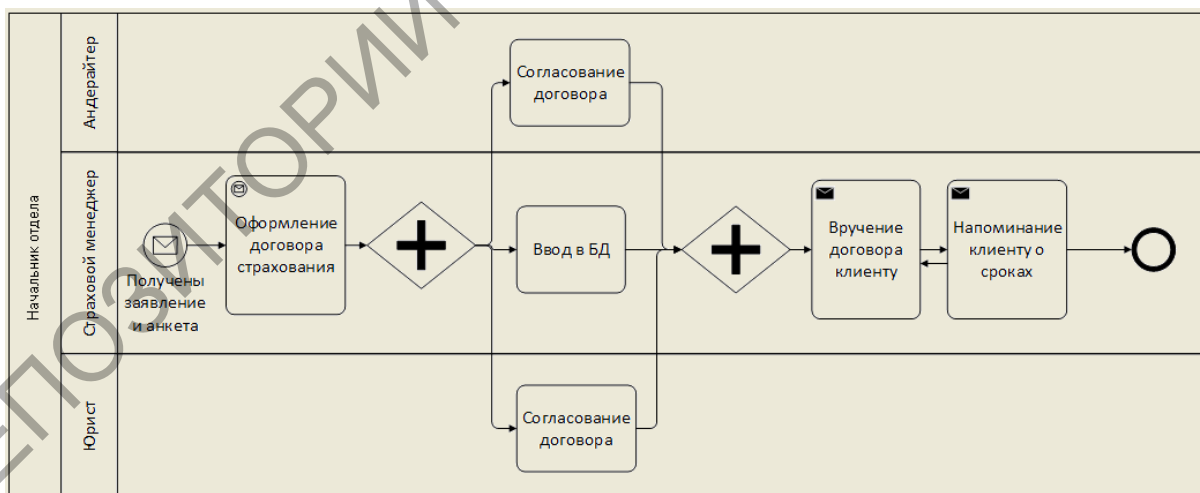 Начальник отдела
Андерайтер
Страховой менеджер
Юрист
Получены
заявление
и анкета
Оформление
договора
страхования
Согласование
договора
Ввод в БД
Согласование
договора
Вручение
договора
клиенту
Напоминание
клиенту о
сроках
ЕПОЗИТОРИЙ